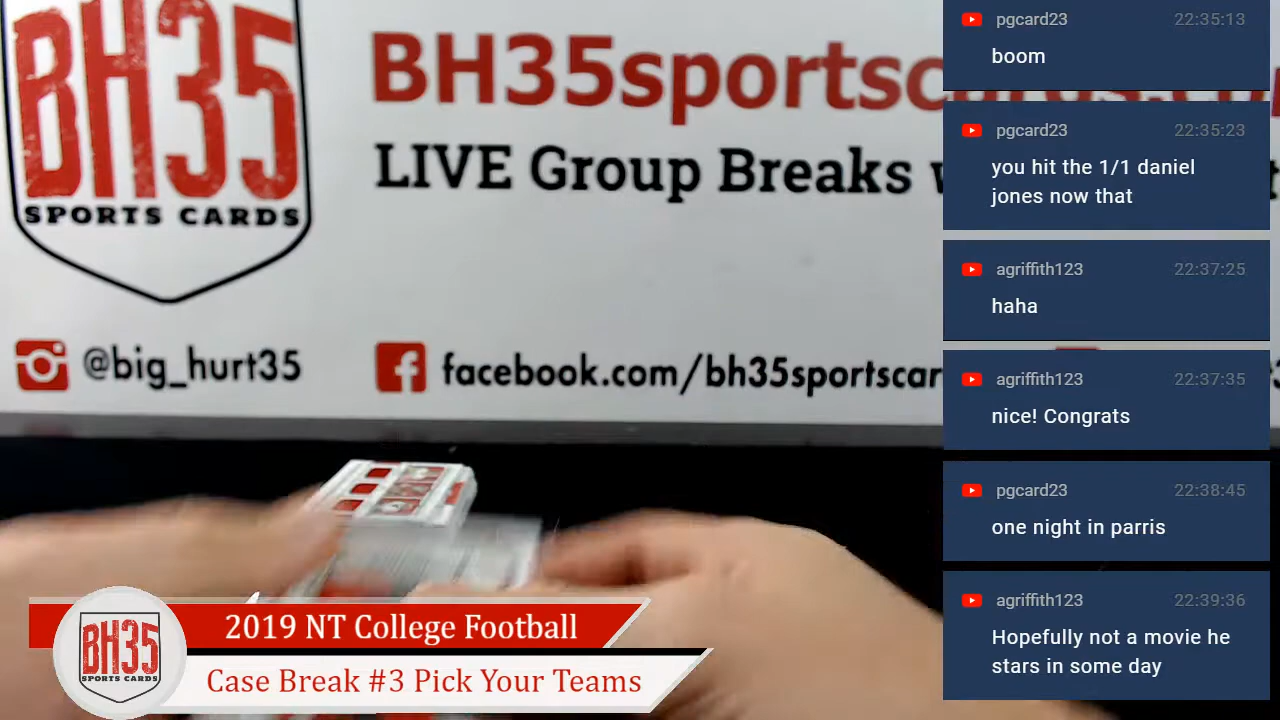 BH35
SPORTS CARDS
BH35sportscards.com
LIVE Group Breaks
@big_hurt35
facebook.com/bh35sportscar
pgcard23 22:35:13
boom
pgcard23 22:35:23
you hit the 1/1 daniel
jones now that
agriffith123 22:37:25
haha
agriffith123 22:37:35
nice! Congrats
pgcard23 22:38:45
one night in parris
agriffith123 22:39:36
Hopefully not a movie he
stars in some day
BH35
SPORTS CARDS
2019 NT College Football
Case Break #3 Pick Your Teams